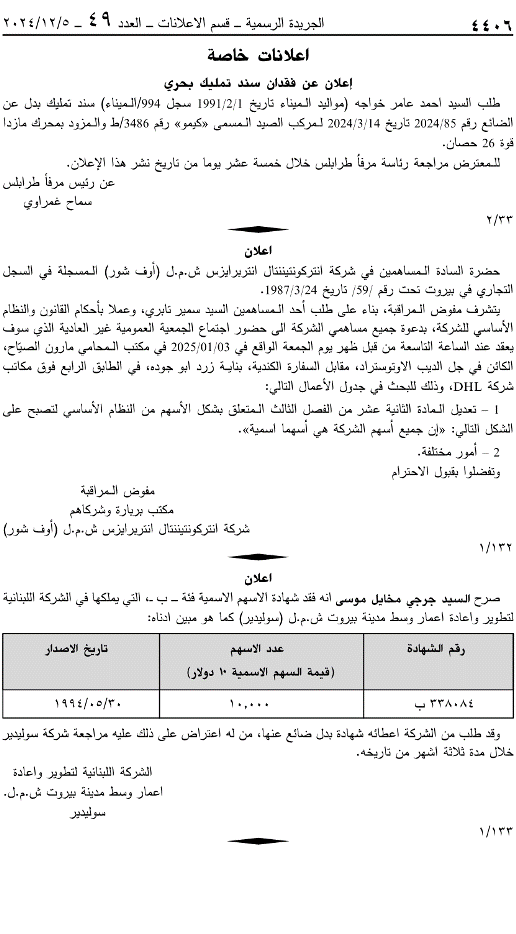 ٤٤٠٦
الجريدة الرسمية – قسم الاعلانات – العدد ٤٩ – ٢٠٢٤/١٢/٥
اعلانات خاصة
إعلان عن فقدان سند تمليك بحري
طلب السيد احمد عامر خواجه (مواليد الميناء تاريخ 1991/2/1 سجل 994/الميناء) سند تمليك بدل عن
الضائع رقم 2024/85 تاريخ 2024/3/14 لمركب الصيد المسمى «كيمو» رقم 3486/ط والمزود بمحرك مازدا
قوة 26 حصان.
للمعترض مراجعة رئاسة مرفأ طرابلس خلال خمسة عشر يوما من تاريخ نشر هذا الإعلان.
عن رئيس مرفأ طرابلس
سماح غمراوي
٢/٣٣
اعلان
حضرة السادة المساهمين في شركة انتركونتيننتال انتربرايزس ش.م.ل (أوف شور) المسجلة في السجل
التجاري في بيروت تحت رقم /59/ تاريخ 1987/3/24.
يتشرف مفوض المراقبة، بناء على طلب أحد المساهمين السيد سمير تابري، وعملا بأحكام القانون والنظام
الأساسي للشركة، بدعوة جميع مساهمي الشركة الى حضور اجتماع الجمعية العمومية غير العادية الذي سوف
يعقد عند الساعة التاسعة من قبل ظهر يوم الجمعة الواقع في 2025/01/03 في مكتب المحامي مارون الصيّاح،
الكائن في جل الديب الاوتوستراد، مقابل السفارة الكندية، بناية زرد ابو جوده، في الطابق الرابع فوق مكاتب
شركة DHL، وذلك للبحث في جدول الأعمال التالي:
1 – تعديل المادة الثانية عشر من الفصل الثالث المتعلق بشكل الأسهم من النظام الأساسي لتصبح على
الشكل التالي: «إن جميع أسهم الشركة هي أسهما اسمية».
2 – أمور مختلفة.
وتفضلوا بقبول الاحترام
مفوض المراقبة
مكتب بربارة وشركاهم
شركة انتركونتيننتال انتربرايزس ش.م.ل (أوف شور)
١/١٣٢
اعلان
صرح السيد جرجي مخايل موسى انه فقد شهادة الاسهم الاسمية فئة – ب -، التي يملكها في الشركة اللبنانية
لتطوير واعادة اعمار وسط مدينة بيروت ش.م.ل (سوليدير) كما هو مبين ادناه:
رقم الشهادة
عدد الاسهم
(قيمة السهم الاسمية ١٠ دولار)
تاريخ الاصدار
٣٣٨٠٨٤ ب
١٠,٠٠٠
١٩٩٤/٠٥/٣٠
وقد طلب من الشركة اعطائه شهادة بدل ضائع عنها، من له اعتراض على ذلك عليه مراجعة شركة سوليدير
خلال مدة ثلاثة اشهر من تاريخه.
الشركة اللبنانية لتطوير واعادة
اعمار وسط مدينة بيروت ش.م.ل.
سوليدير
١/١٣٣